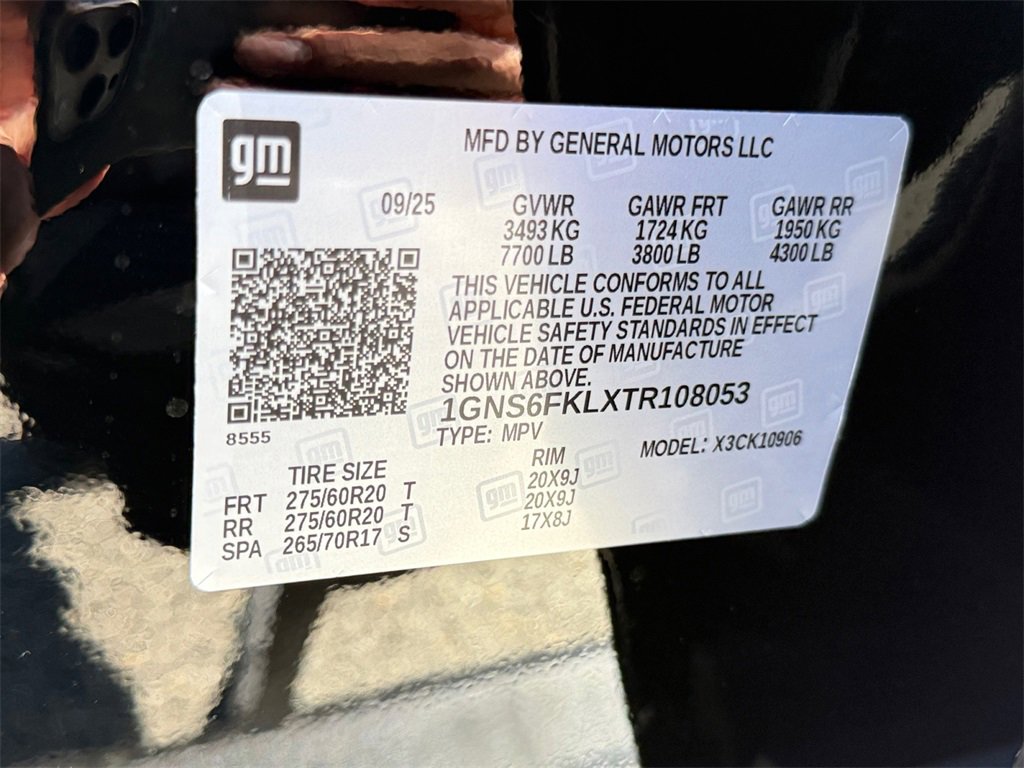 gm
MFD BY GENERAL MOTORS LLC
09/25 GVWR GAWR FRT GAWR RR
3493 KG 1724 KG 1950 KG
7700 LB 3800 LB 4300 LB
THIS VEHICLE CONFORMS TO ALL
APPLICABLE U.S. FEDERAL MOTOR
VEHICLE SAFETY STANDARDS IN EFFECT
ON THE DATE OF MANUFACTURE
SHOWN ABOVE.
1GNS6FKLXTR108053
8555
TYPE: MPV MODEL: X3CK10906
TIRE SIZE RIM
FRT 275/60R20 T 20X9J
RR 275/60R20 T 20X9J
SPA 265/70R17 S 17X8J